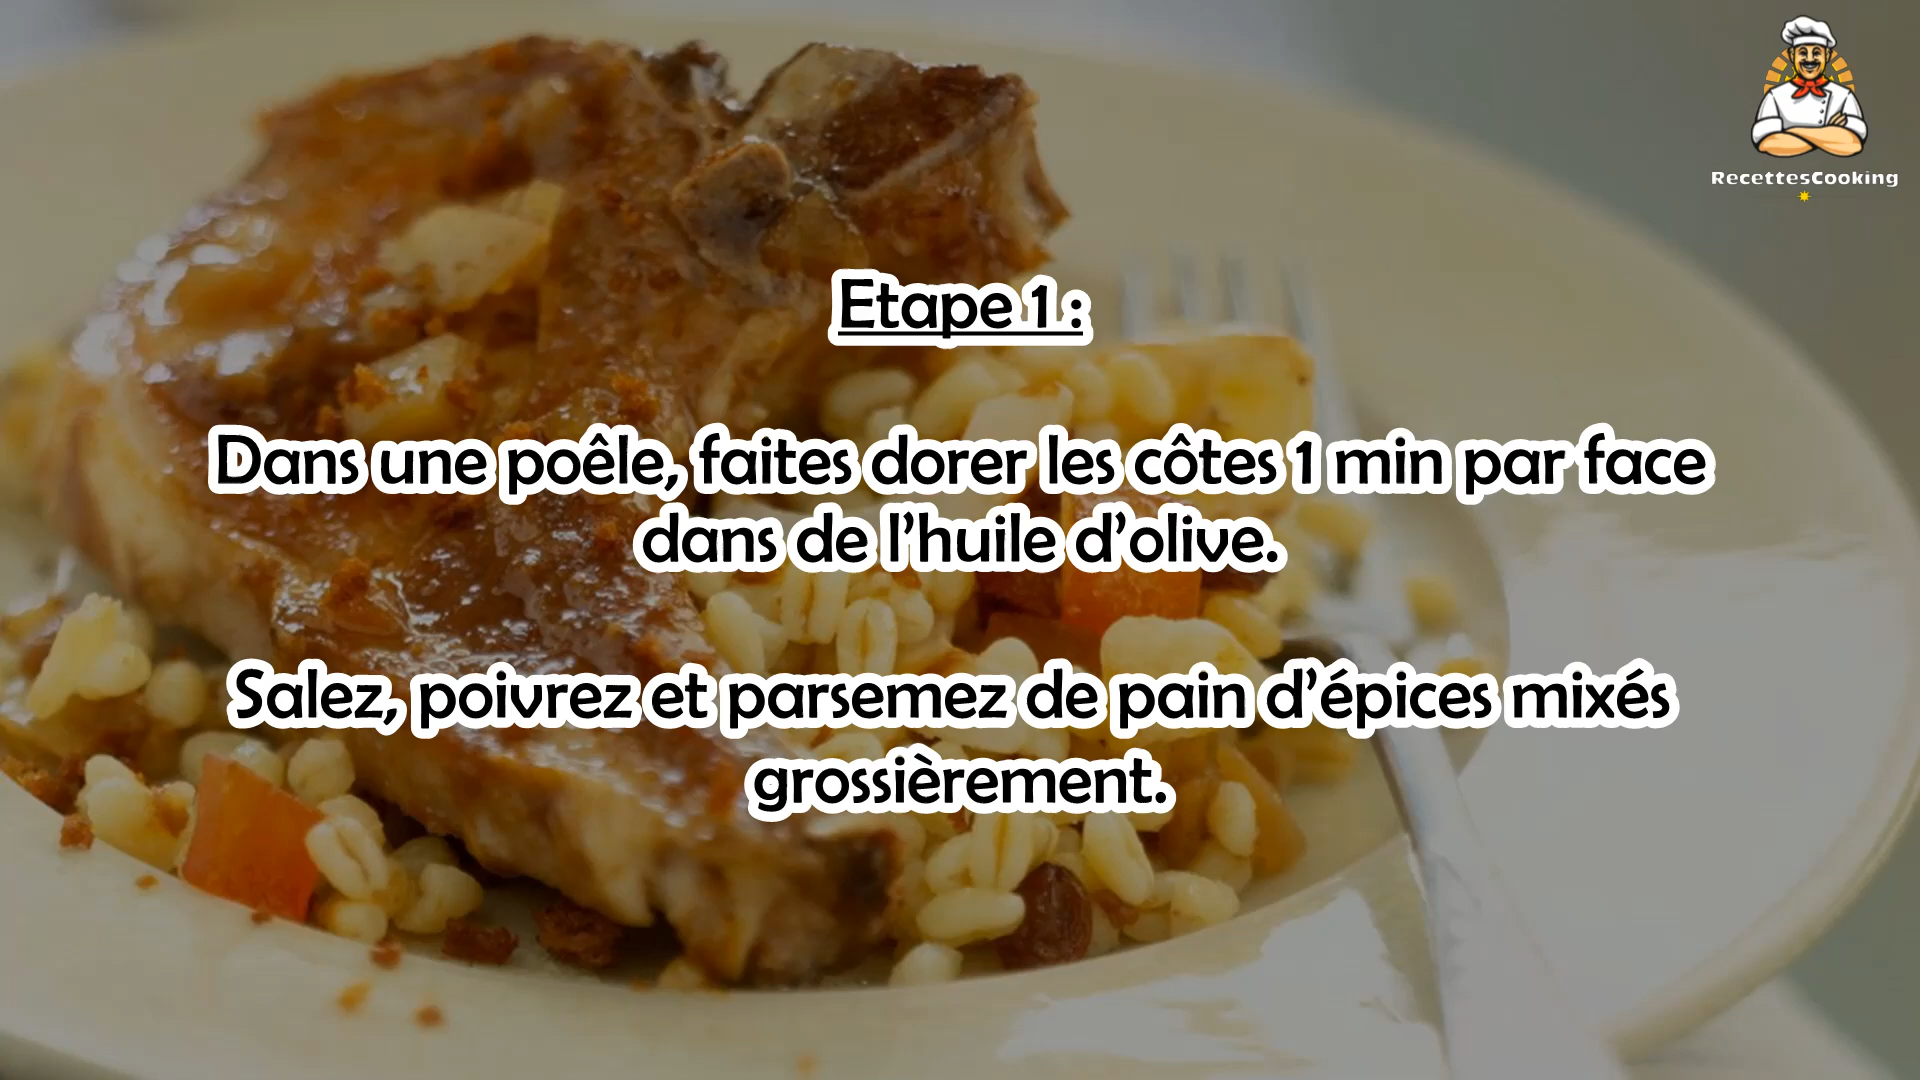 RecettesCooking
Etape 1 :
Dans une poêle, faites dorer les côtes 1 min par face
dans de l’huile d’olive.
Salez, poivrez et parsemez de pain d’épices mixés
grossièrement.